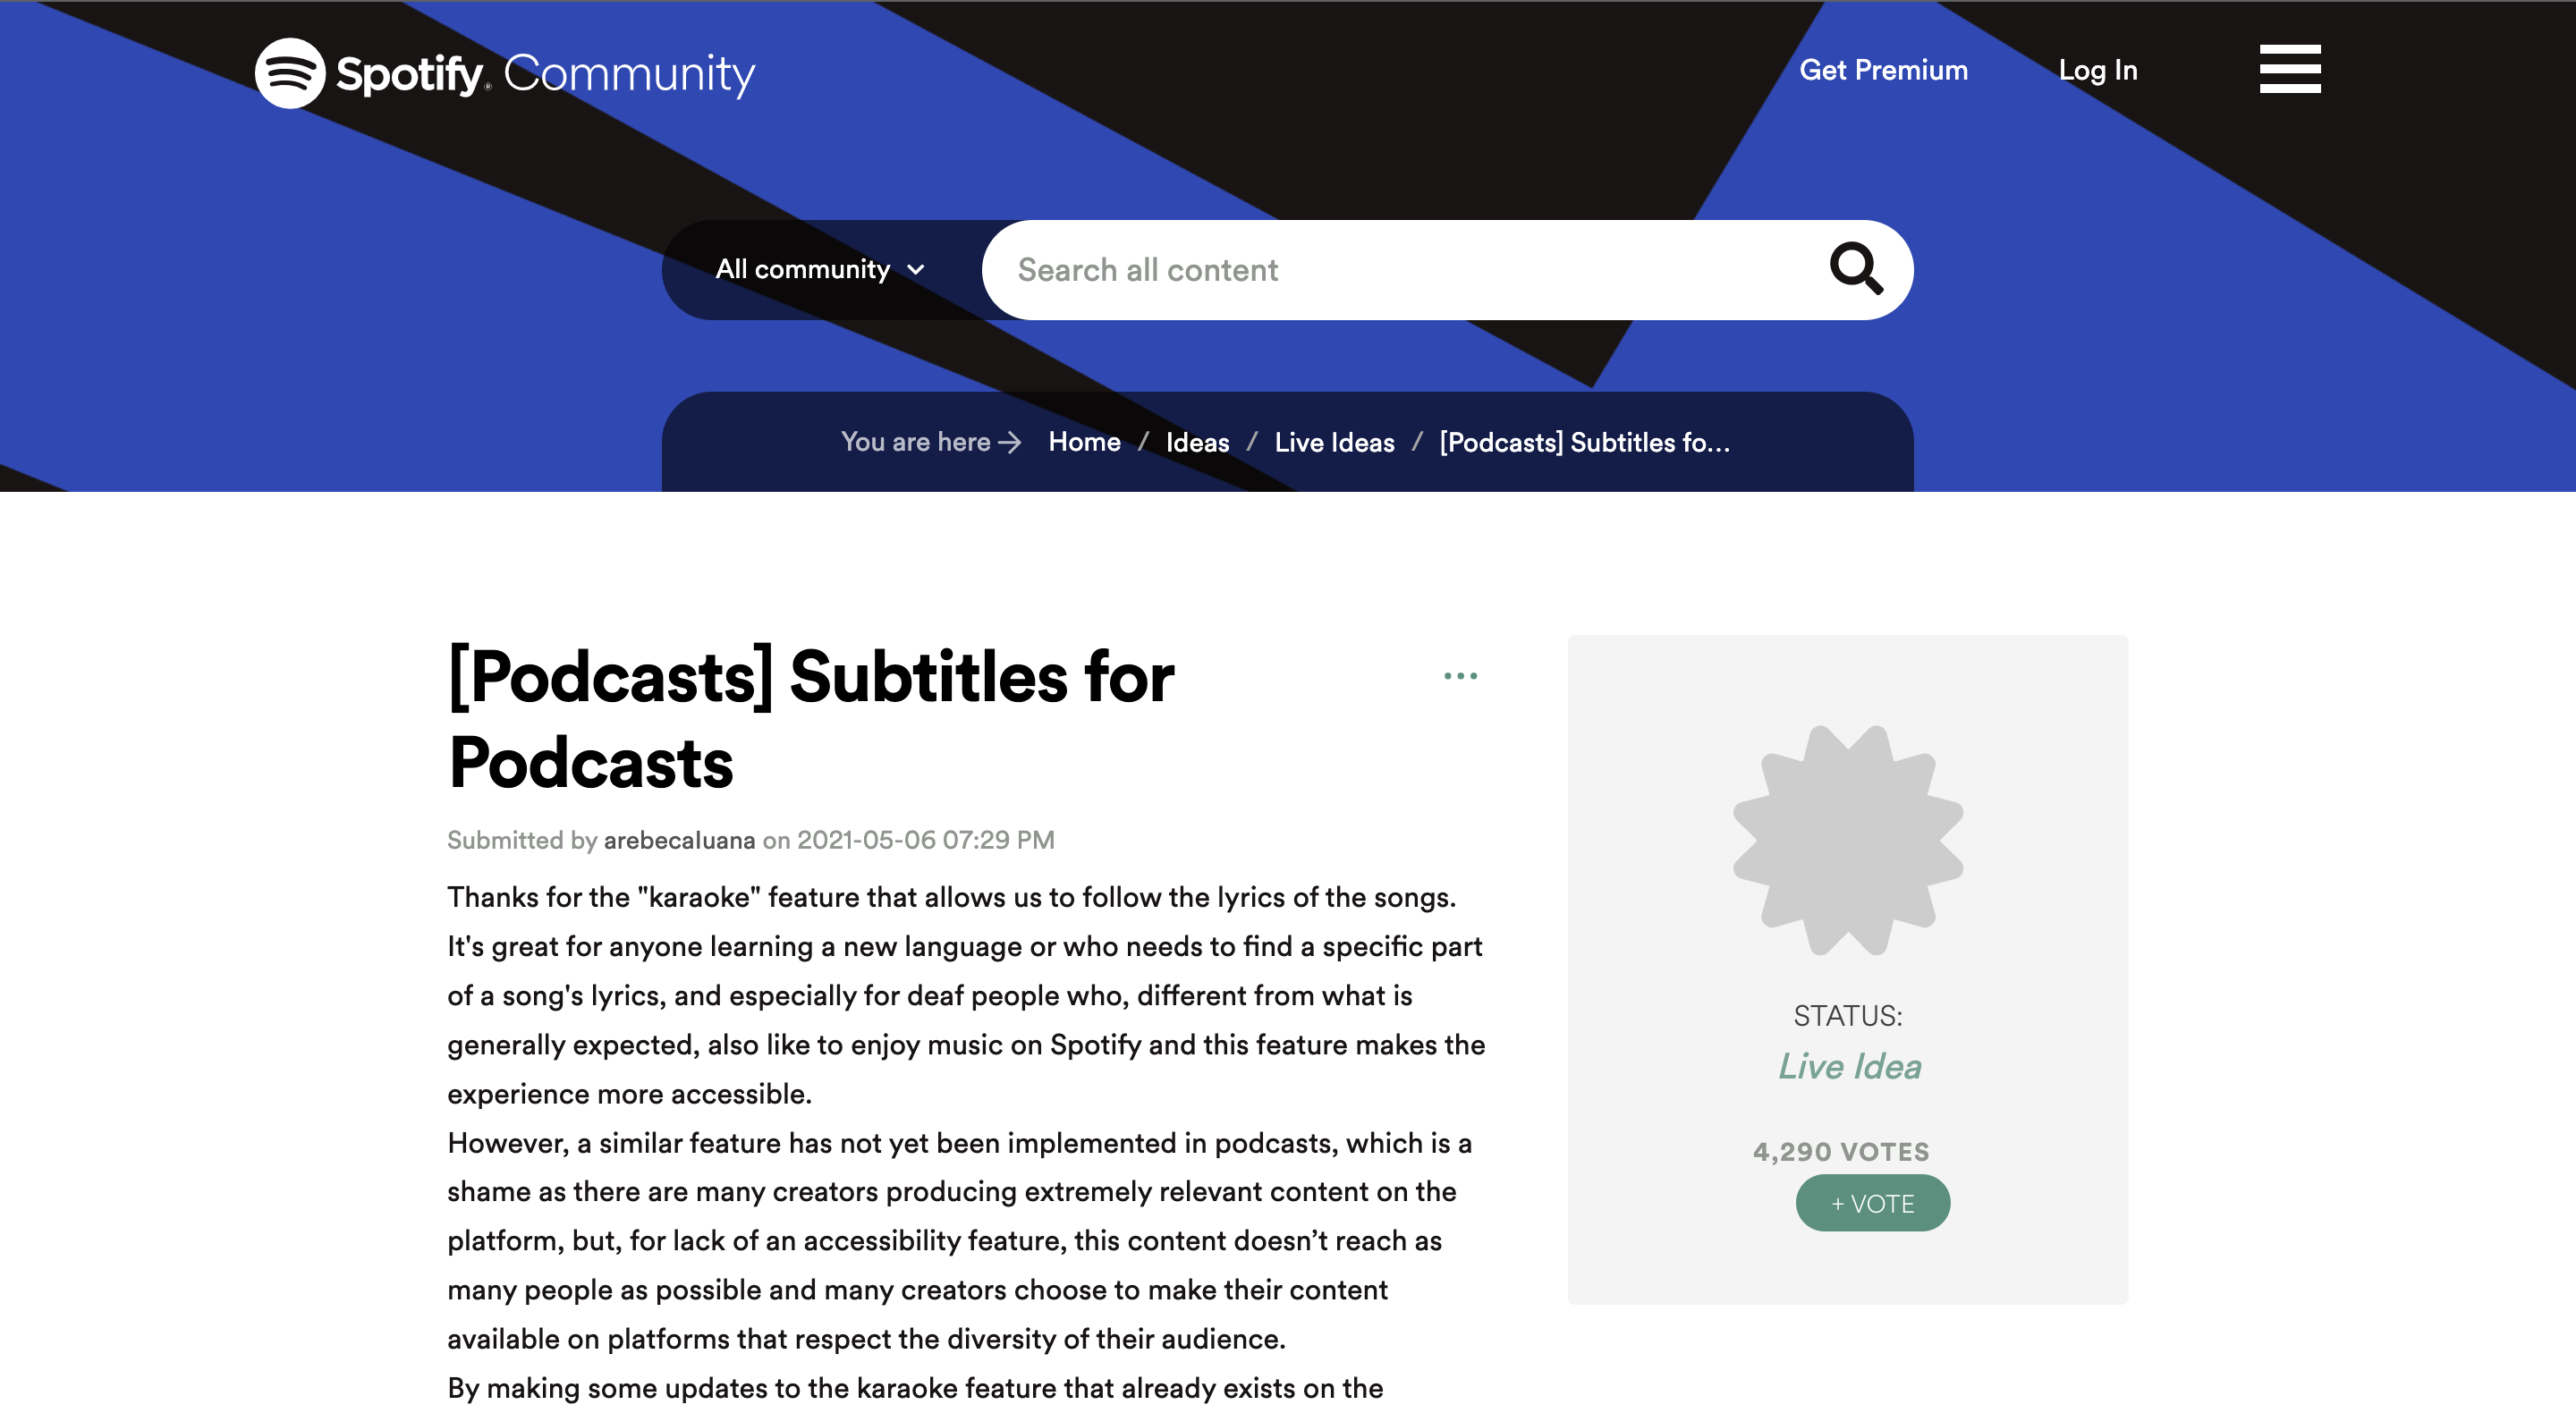 Spotify® Community
Get Premium
Log In
All community
Search all content
You are here → Home / Ideas / Live Ideas / [Podcasts] Subtitles fo...
[Podcasts] Subtitles for
Podcasts
Submitted by arebecaluana on 2021-05-06 07:29 PM
Thanks for the "karaoke" feature that allows us to follow the lyrics of the songs.
It's great for anyone learning a new language or who needs to find a specific part
of a song's lyrics, and especially for deaf people who, different from what is
generally expected, also like to enjoy music on Spotify and this feature makes the
experience more accessible.
However, a similar feature has not yet been implemented in podcasts, which is a
shame as there are many creators producing extremely relevant content on the
platform, but, for lack of an accessibility feature, this content doesn’t reach as
many people as possible and many creators choose to make their content
available on platforms that respect the diversity of their audience.
By making some updates to the karaoke feature that already exists on the
STATUS:
Live Idea
4,290 VOTES
+ VOTE